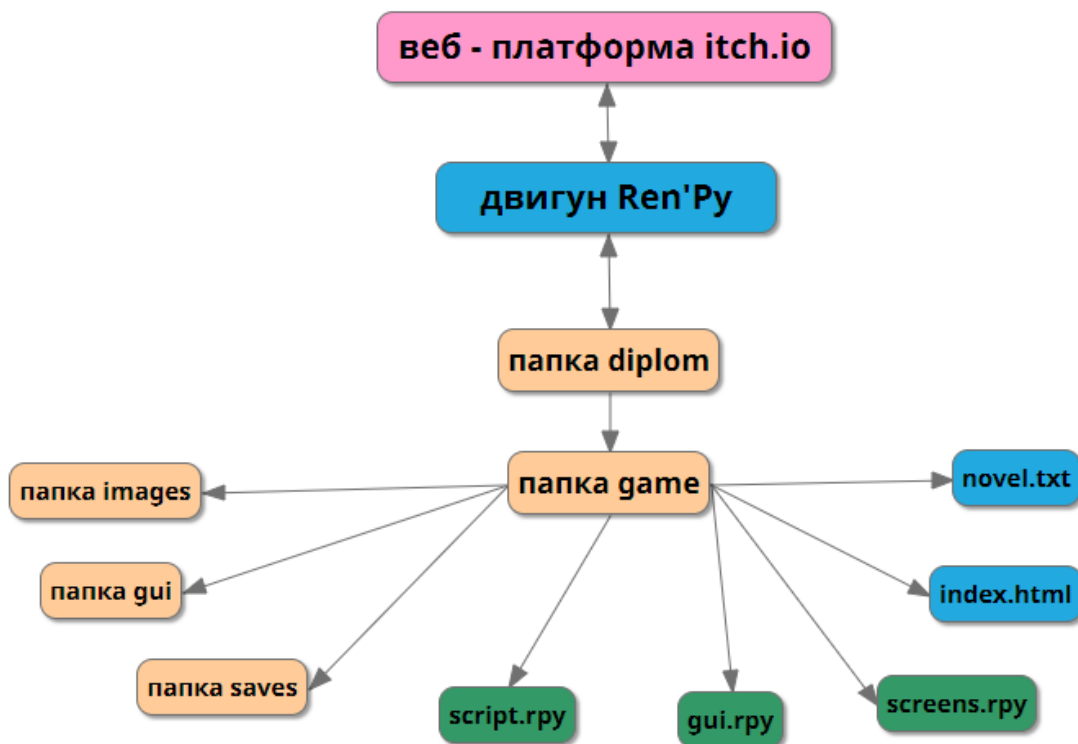 веб - платформа itch.io
двигун Ren'Py
папка diplom
папка game
папка images
novel.txt
папка gui
index.html
папка saves
script.rpy
gui.rpy
screens.rpy